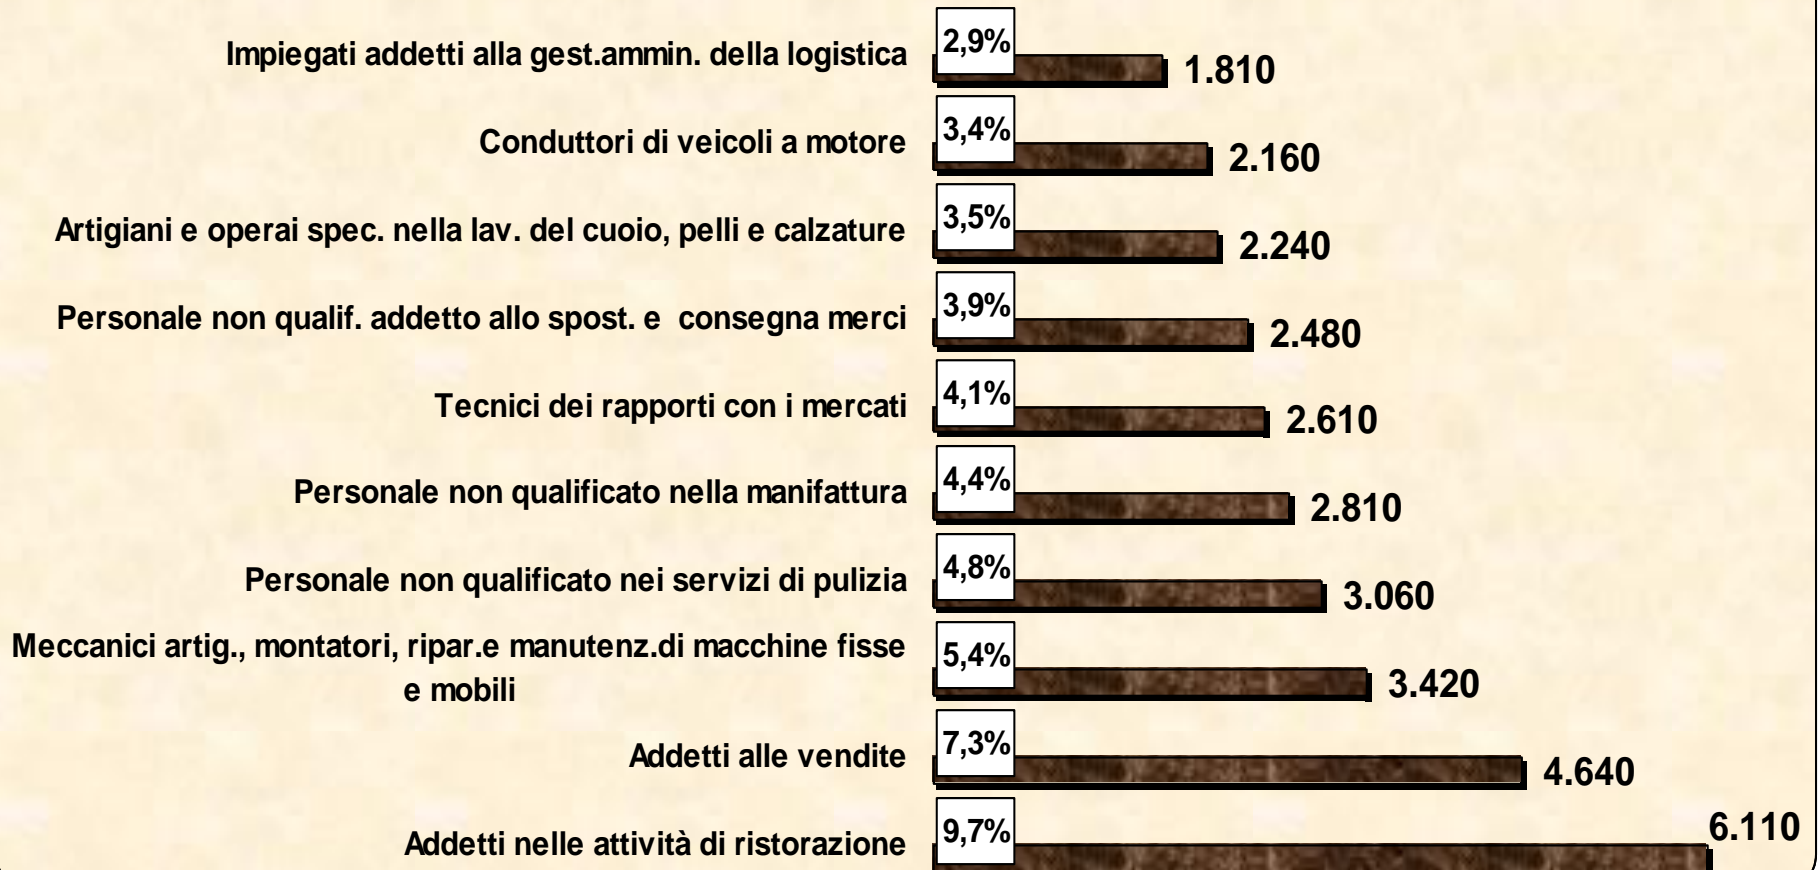 Impiegati addetti alla gest.ammin. della logistica 2,9% 1.810
Conduttori di veicoli a motore 3,4% 2.160
Artigiani e operai spec. nella lav. del cuoio, pelli e calzature 3,5% 2.240
Personale non qualif. addetto allo spost. e consegna merci 3,9% 2.480
Tecnici dei rapporti con i mercati 4,1% 2.610
Personale non qualificato nella manifattura 4,4% 2.810
Personale non qualificato nei servizi di pulizia 4,8% 3.060
Meccanici artig., montatori, ripar.e manutenz.di macchine fisse
e mobili 5,4% 3.420
Addetti alle vendite 7,3% 4.640
Addetti nelle attività di ristorazione 9,7% 6.110